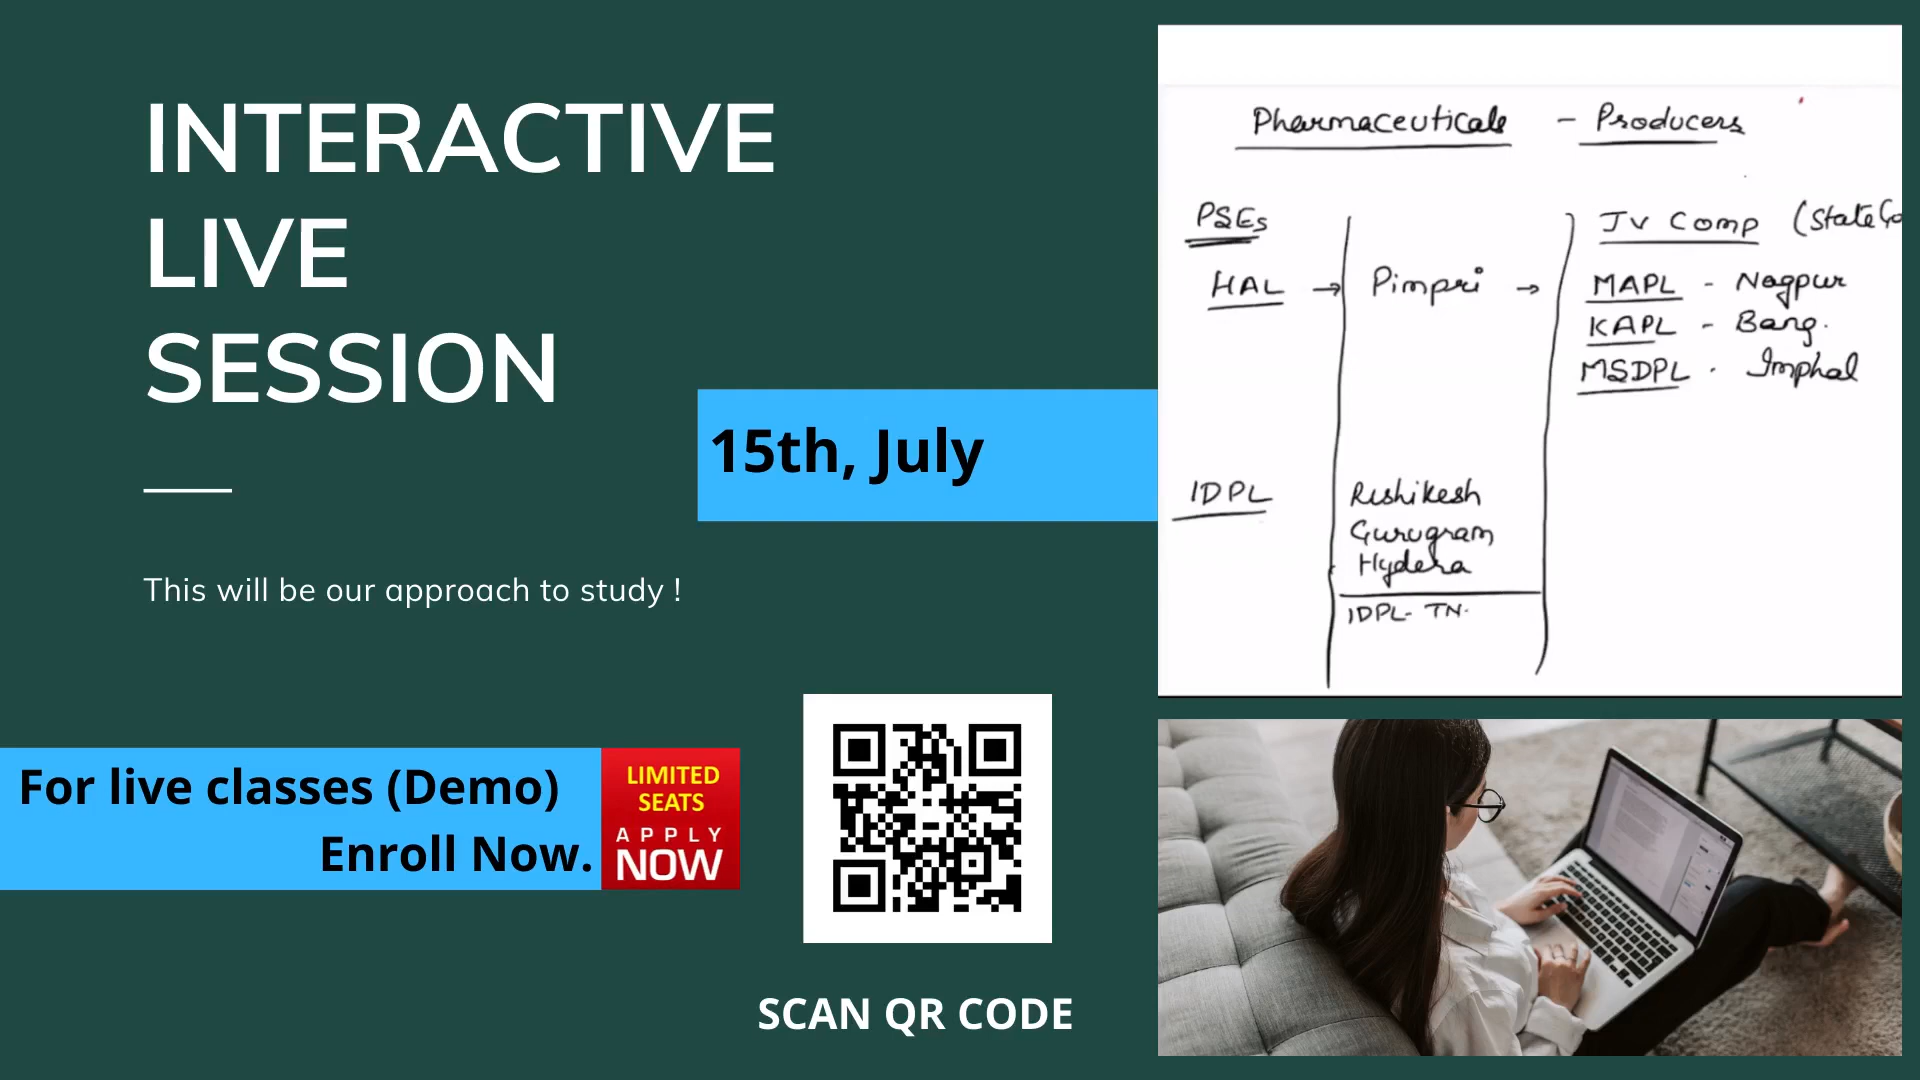 INTERACTIVE
LIVE
SESSION
15th, July
This will be our approach to study !
For live classes (Demo)
Enroll Now.
LIMITED
SEATS
APPLY
NOW
SCAN QR CODE
Pharmaceuticals - Producers
PSEs
JV Comp (State Go
HAL → Pimpri → MAPL - Nagpur
KAPL - Bang.
MSDPL - Imphal
IDPL Rishikesh
Gurugram
Hydera
IDPL- TN.